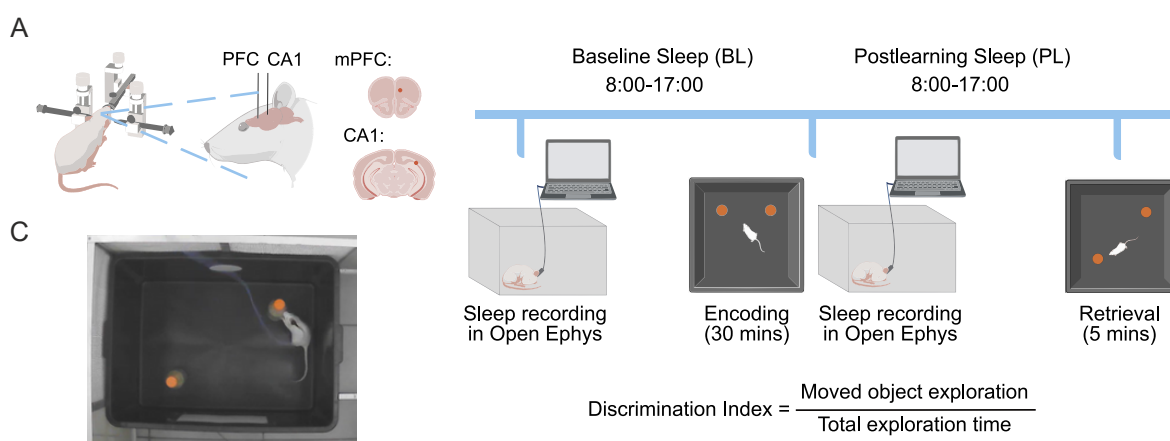 A
PFC CA1
mPFC:
CA1:
Baseline Sleep (BL)
8:00-17:00
Postlearning Sleep (PL)
8:00-17:00
C
Sleep recording
in Open Ephys
Encoding
(30 mins)
Sleep recording
in Open Ephys
Retrieval
(5 mins)
Discrimination Index = Moved object exploration
Total exploration time